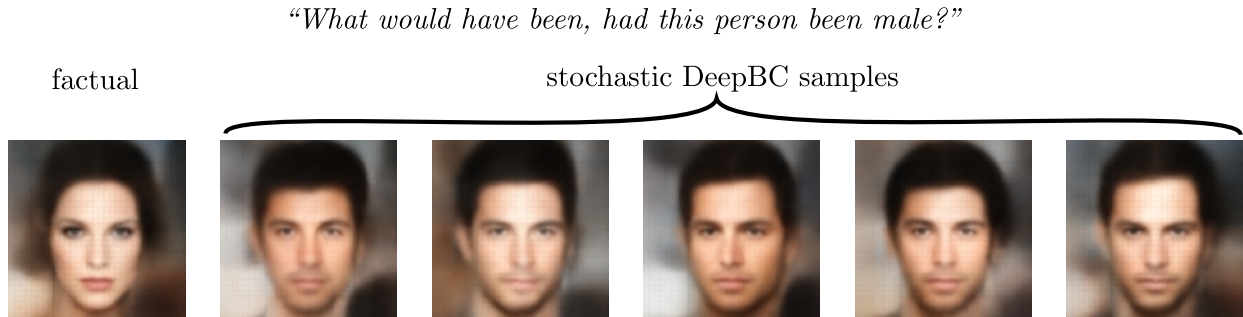 “What would have been, had this person been male?”
factual
stochastic DeepBC samples